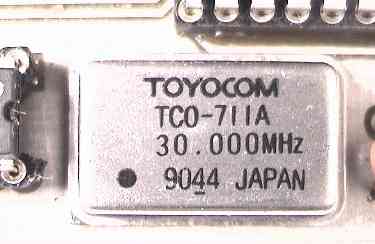 TOYOCOM
TCO-711A
30.000MHz
9044 JAPAN